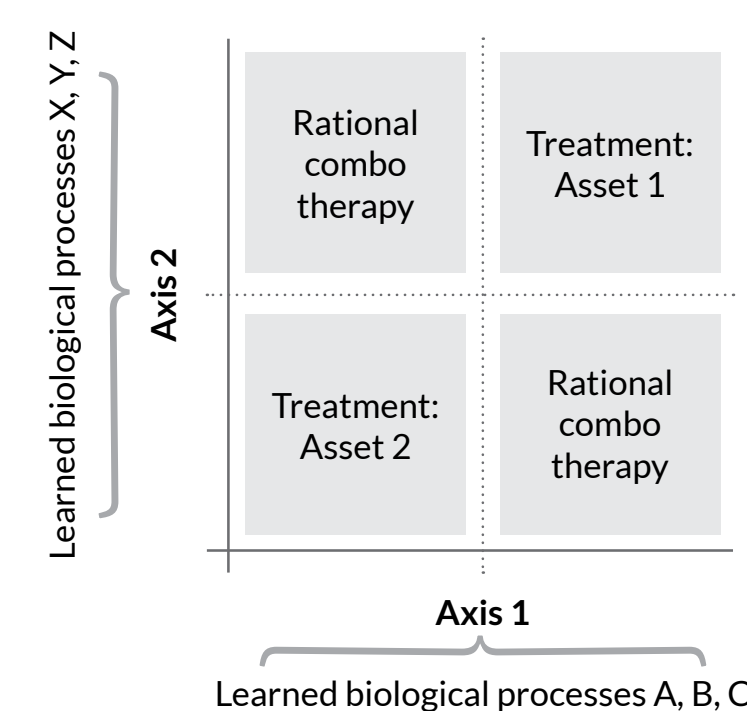 Learned biological processes X, Y, Z
Axis 2
Rational
combo
therapy
Treatment:
Asset 1
Treatment:
Asset 2
Rational
combo
therapy
Axis 1
Learned biological processes A, B, C